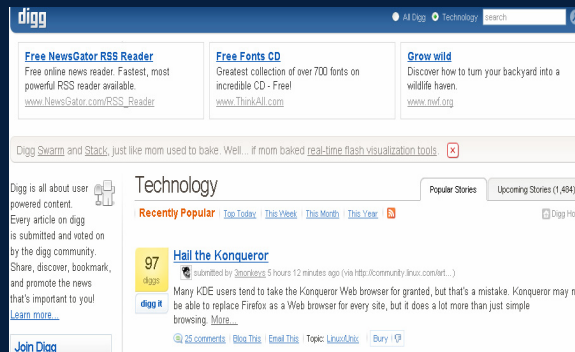 digg
All Digg Technology search
Free NewsGator RSS Reader
Free online news reader. Fastest, most
powerful RSS reader available.
www.NewsGator.com/RSS_Reader
Free Fonts CD
Greatest collection of over 700 fonts on
incredible CD - Free!
www.ThinkAll.com
Grow wild
Discover how to turn your backyard into a
wildlife haven.
www.nwf.org
Digg Swarm and Stack, just like mom used to bake. Well... if mom baked real-time flash visualization tools.
Digg is all about user
powered content.
Every article on digg
is submitted and voted on
by the digg community.
Share, discover, bookmark,
and promote the news
that's important to you!
Learn more...
Join Digg
Technology
Popular Stories
Upcoming Stories (1,484)
Recently Popular Top Today This Week This Month This Year
Digg Ho
97
diggs
digg it
Hail the Konqueror
submitted by 3monkeys 5 hours 12 minutes ago (via http://community.linux.com/art...)
Many KDE users tend to take the Konqueror Web browser for granted, but that's a mistake. Konqueror may n
be able to replace Firefox as a Web browser for every site, but it does a lot more than just simple
browsing. More...
25 comments Blog This Email This Topic: Linux/Unix Bury